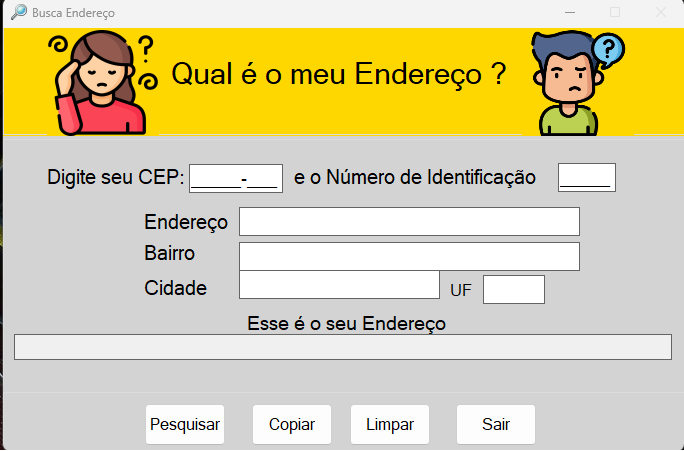 Busca Endereço
Qual é o meu Endereço ?
Digite seu CEP: _____-___ e o Número de Identificação _____
Endereço
Bairro
Cidade UF
Esse é o seu Endereço
Pesquisar Copiar Limpar Sair